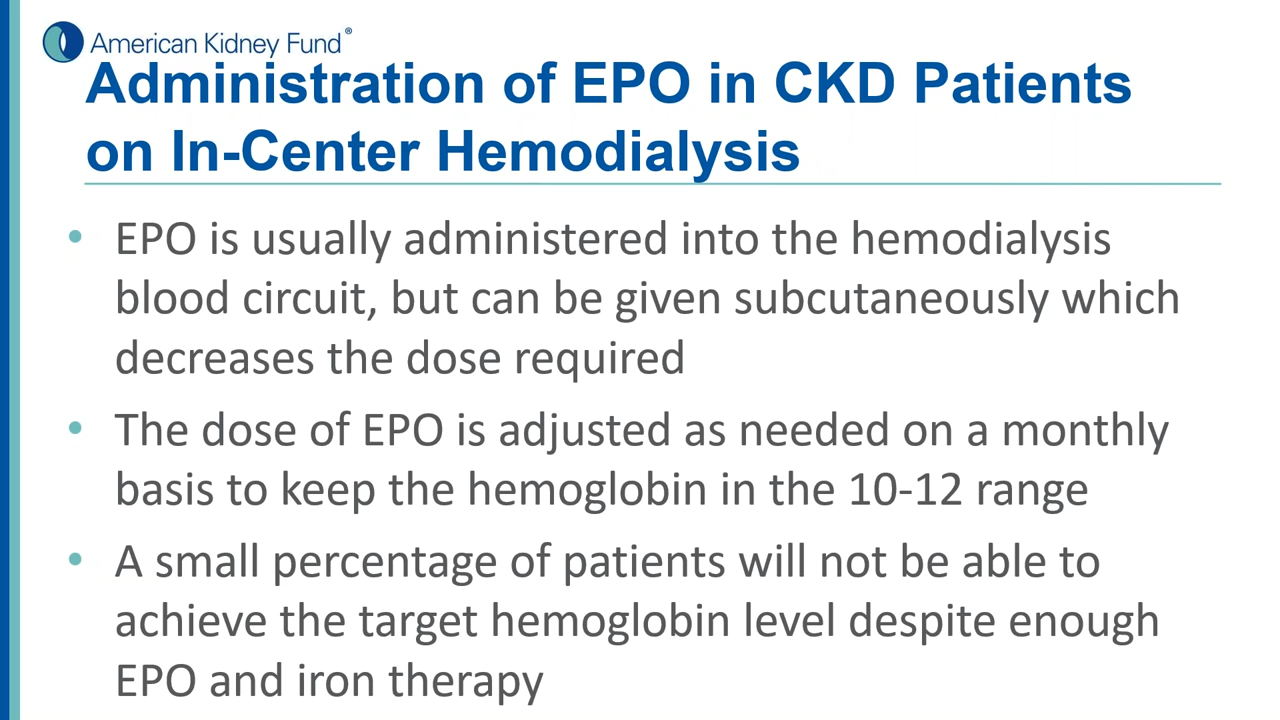 American Kidney Fund®
Administration of EPO in CKD Patients
on In-Center Hemodialysis
• EPO is usually administered into the hemodialysis
blood circuit, but can be given subcutaneously which
decreases the dose required
• The dose of EPO is adjusted as needed on a monthly
basis to keep the hemoglobin in the 10-12 range
• A small percentage of patients will not be able to
achieve the target hemoglobin level despite enough
EPO and iron therapy